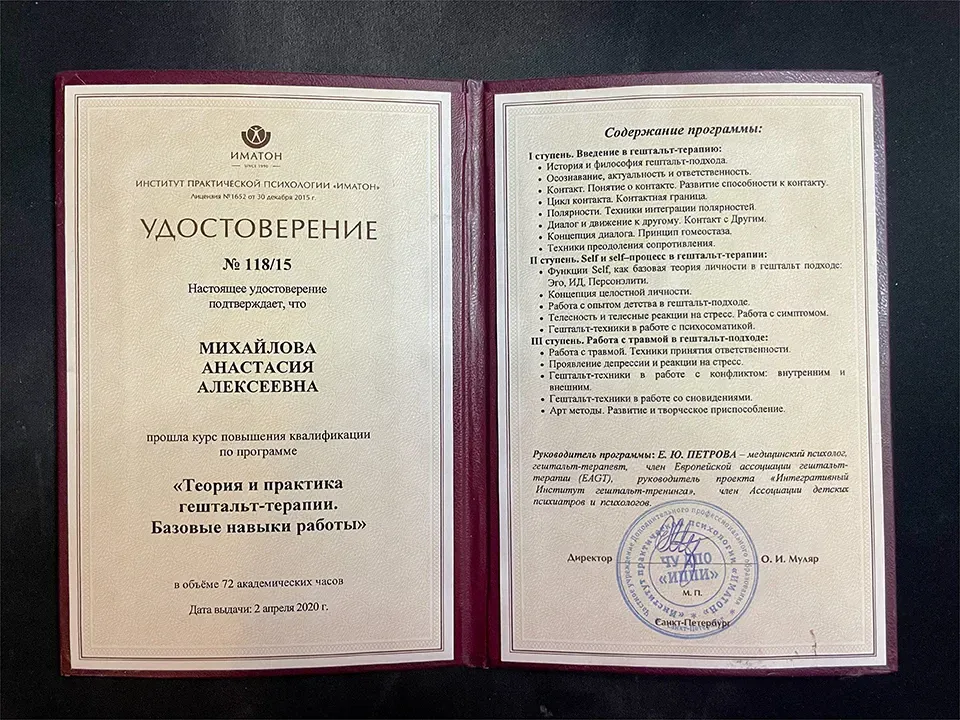 ИМАТОН
SINCE 1990
ИНСТИТУТ ПРАКТИЧЕСКОЙ ПСИХОЛОГИИ «ИМАТОН»
Лицензия №1652 от 30 декабря 2015 г.
УДОСТОВЕРЕНИЕ
№ 118/15
Настоящее удостоверение
подтверждает, что
МИХАЙЛОВА
АНАСТАСИЯ
АЛЕКСЕЕВНА
прошла курс повышения квалификации
по программе
«Теория и практика
гештальт-терапии.
Базовые навыки работы»
в объёме 72 академических часов
Дата выдачи: 2 апреля 2020 г.
Содержание программы:
I ступень. Введение в гештальт-терапию:
• История и философия гештальт-подхода.
• Осознавание, актуальность и ответственность.
• Контакт. Понятие о контакте. Развитие способности к контакту.
• Цикл контакта. Контактная граница.
• Полярности. Техники интеграции полярностей.
• Диалог и движение к другому. Контакт с Другим.
• Концепция диалога. Принцип гомеостаза.
• Техники преодоления сопротивления.
II ступень. Self и self–процесс в гештальт-терапии:
• Функции Self, как базовая теория личности в гештальт подходе:
Эго, ИД, Персонэлити.
• Концепция целостной личности.
• Работа с опытом детства в гештальт-подходе.
• Телесность и телесные реакции на стресс. Работа с симптомом.
• Гештальт-техники в работе с психосоматикой.
III ступень. Работа с травмой в гештальт-подходе:
• Работа с травмой. Техники принятия ответственности.
• Проявление депрессии и реакции на стресс.
• Гештальт-техники в работе с конфликтом: внутренним и
внешним.
• Гештальт-техники в работе со сновидениями.
• Арт методы. Развитие и творческое приспособление.
Руководитель программы: Е. Ю. ПЕТРОВА – медицинский психолог,
гештальт-терапевт, член Европейской ассоциации гештальт-
терапии (EAGT), руководитель проекта «Интегративный
Институт гештальт-тренинга», член Ассоциации детских
психиатров и психологов.
Частное учреждение Дополнительного профессионального образования
«Институт практической психологии «ИМАТОН»
ЧУ ДПО
«ИППИ»
Директор
О. И. Муляр
М. П.
Санкт-Петербург